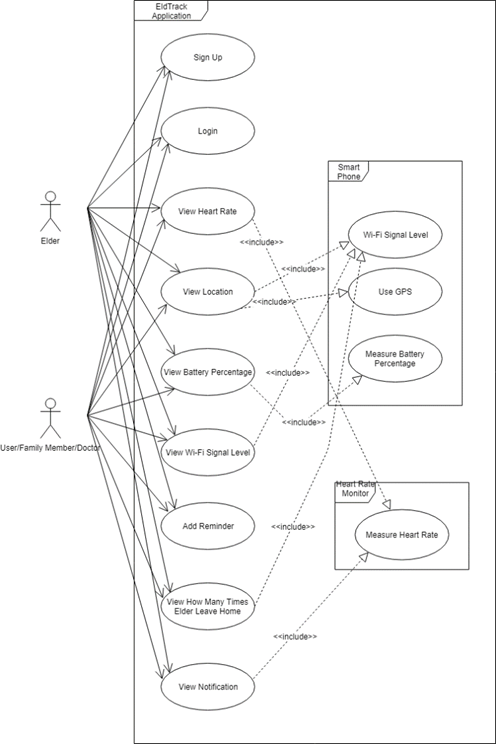 EldTrack
Application
Sign Up
Login
Smart
Phone
View Heart Rate
Elder
Wi-Fi Signal Level
<<include>>
<<include>>
View Location
Use GPS
<<include>>
Measure Battery
Percentage
View Battery Percentage
<<include>>
<<include>>
User/Family Member/Doctor
View Wi-Fi Signal Level
Heart Rate
Monitor
Add Reminder
<<include>>
Measure Heart Rate
View How Many Times
Elder Leave Home
<<include>>
View Notification